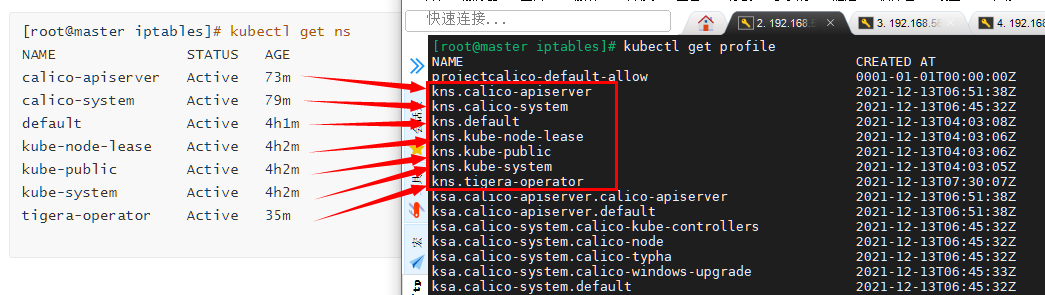 [root@master iptables]# kubectl get ns
NAME STATUS AGE
calico-apiserver Active 73m
calico-system Active 79m
default Active 4h1m
kube-node-lease Active 4h2m
kube-public Active 4h2m
kube-system Active 4h2m
tigera-operator Active 35m
快速连接...
2. 192.168.5
3. 192.168.56
4. 192.168
[root@master iptables]# kubectl get profile
NAME CREATED AT
projectcalico-default-allow 0001-01-01T00:00:00Z
kns.calico-apiserver 2021-12-13T06:51:38Z
kns.calico-system 2021-12-13T06:45:32Z
kns.default 2021-12-13T04:03:08Z
kns.kube-node-lease 2021-12-13T04:03:06Z
kns.kube-public 2021-12-13T04:03:06Z
kns.kube-system 2021-12-13T04:03:05Z
kns.tigera-operator 2021-12-13T07:30:07Z
ksa.calico-apiserver.calico-apiserver 2021-12-13T06:51:38Z
ksa.calico-apiserver.default 2021-12-13T06:51:38Z
ksa.calico-system.calico-kube-controllers 2021-12-13T06:45:32Z
ksa.calico-system.calico-node 2021-12-13T06:45:32Z
ksa.calico-system.calico-typha 2021-12-13T06:45:32Z
ksa.calico-system.calico-windows-upgrade 2021-12-13T06:45:33Z
ksa.calico-system.default 2021-12-13T06:45:32Z